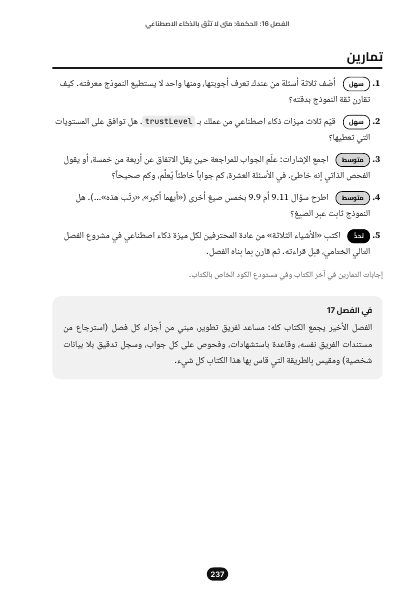 الفصل 16: الحكمة: متى لا تثق بالذكاء الاصطناعي
تمارين
1. سهل أضف ثلاثة أسئلة من عندك تعرف أجوبتها، ومنها واحد لا يستطيع النموذج معرفته. كيف
تقارن ثقة النموذج بدقته؟
2. سهل قيّم ثلاث ميزات ذكاء اصطناعي من عملك بـ trustLevel. هل توافق على المستويات
التي تعطيها؟
3. متوسط اجمع الإشارات: علّم الجواب للمراجعة حين يقل الاتفاق عن أربعة من خمسة، أو يقول
الفحص الذاتي إنه خاطئ. في الأسئلة العشرة، كم جواباً خاطئاً يُعلَّم، وكم صحيحاً؟
4. متوسط اطرح سؤال 9.11 أم 9.9 بخمس صيغ أخرى («أيهما أكبر»، «رتّب هذه»...). هل
النموذج ثابت عبر الصيغ؟
5. تحدٍّ اكتب «الأشياء الثلاثة» من عادة المحترفين لكل ميزة ذكاء اصطناعي في مشروع الفصل
التالي الختامي، قبل قراءته. ثم قارن بما بناه الفصل.
إجابات التمارين في آخر الكتاب وفي مستودع الكود الخاص بالكتاب.
في الفصل 17
الفصل الأخير يجمع الكتاب كله: مساعد لفريق تطوير، مبني من أجزاء كل فصل (استرجاع من
مستندات الفريق نفسه، وقاعدة باستشهادات، وفحوص على كل جواب، وسجل تدقيق بلا بيانات
شخصية) ومقيس بالطريقة التي قاس بها هذا الكتاب كل شيء.
237